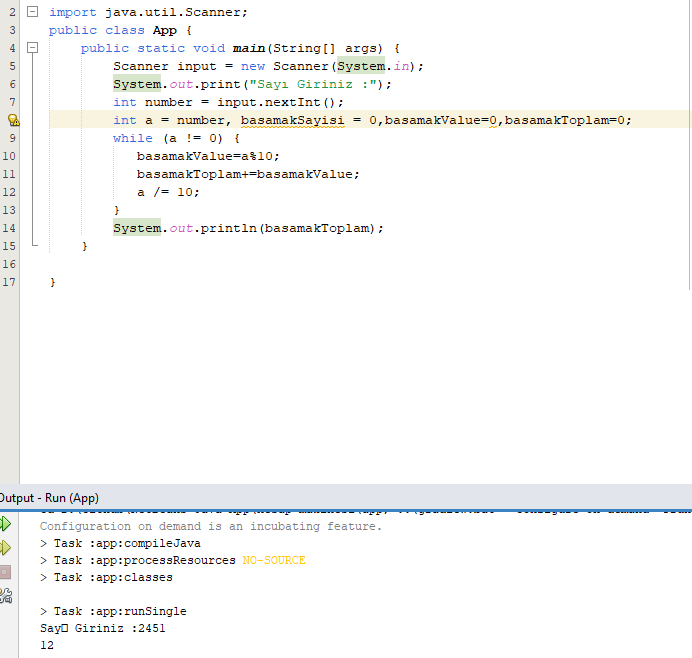 2 import java.util.Scanner;
3 public class App {
4 public static void main(String[] args) {
5 Scanner input = new Scanner(System.in);
6 System.out.print("Sayı Giriniz :");
7 int number = input.nextInt();
int a = number, basamakSayisi = 0,basamakValue=0,basamakToplam=0;
9 while (a != 0) {
10 basamakValue=a%10;
11 basamakToplam+=basamakValue;
12 a /= 10;
13 }
14 System.out.println(basamakToplam);
15 }
16
17 }
Output - Run (App)
Configuration on demand is an incubating feature.
> Task :app:compileJava
> Task :app:processResources NO-SOURCE
> Task :app:classes
> Task :app:runSingle
Say□ Giriniz :2451
12